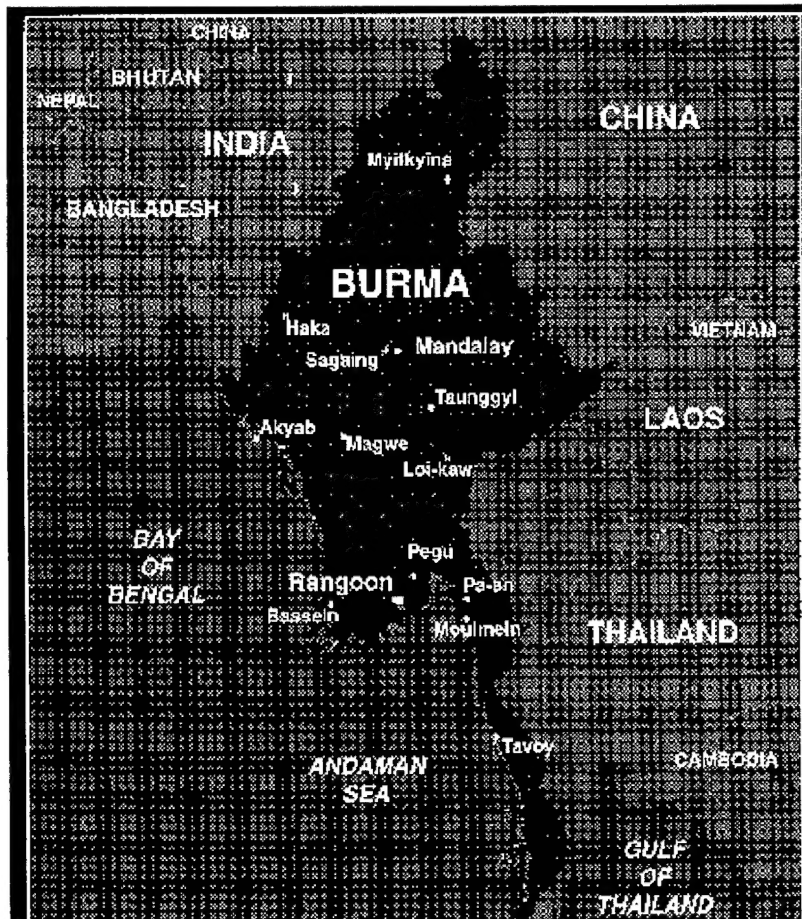 CHINA
BHUTAN
NEPAL
CHINA
INDIA
Myitkyina
BANGLADESH
BURMA
Haka
VIETNAM
Mandalay
Sagaing
Taunggyi
LAOS
Akyab
Magwe
Loi-kaw
BAY
OF
BENGAL
Pegu
Rangoon
Pa-an
Bassein
Moulmein
THAILAND
Tavoy
ANDAMAN
SEA
CAMBODIA
GULF
OF
THAILAND